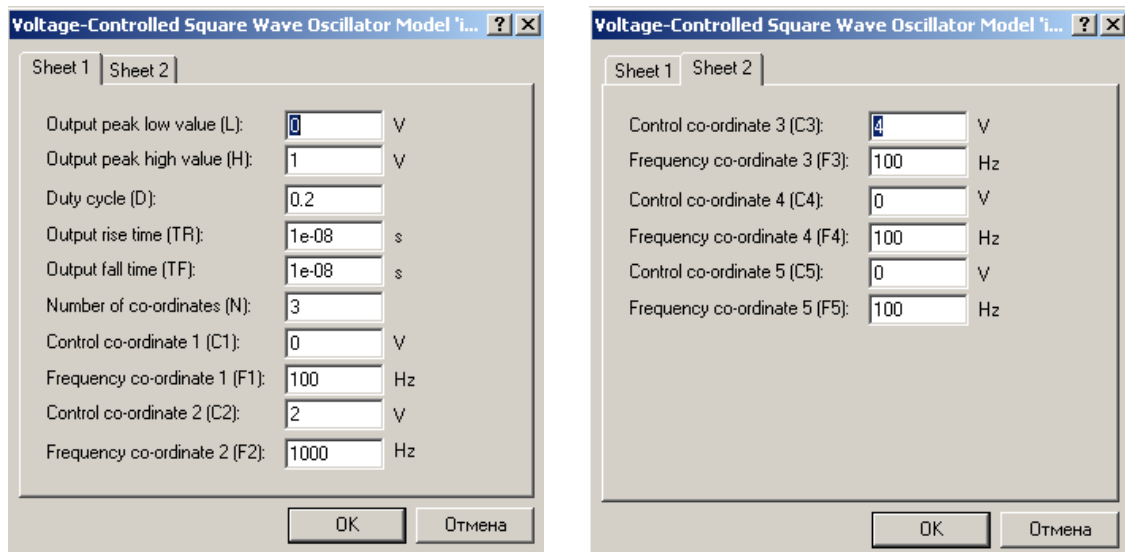 Voltage-Controlled Square Wave Oscillator Model 'i... ? ×
Sheet 1 Sheet 2
Output peak low value (L): 0 V
Output peak high value (H): 1 V
Duty cycle (D): 0.2
Output rise time (TR): 1e-08 s
Output fall time (TF): 1e-08 s
Number of co-ordinates (N): 3
Control co-ordinate 1 (C1): 0 V
Frequency co-ordinate 1 (F1): 100 Hz
Control co-ordinate 2 (C2): 2 V
Frequency co-ordinate 2 (F2): 1000 Hz
OK Отмена
Voltage-Controlled Square Wave Oscillator Model 'i... ? ×
Sheet 1 Sheet 2
Control co-ordinate 3 (C3): 4 V
Frequency co-ordinate 3 (F3): 100 Hz
Control co-ordinate 4 (C4): 0 V
Frequency co-ordinate 4 (F4): 100 Hz
Control co-ordinate 5 (C5): 0 V
Frequency co-ordinate 5 (F5): 100 Hz
OK Отмена